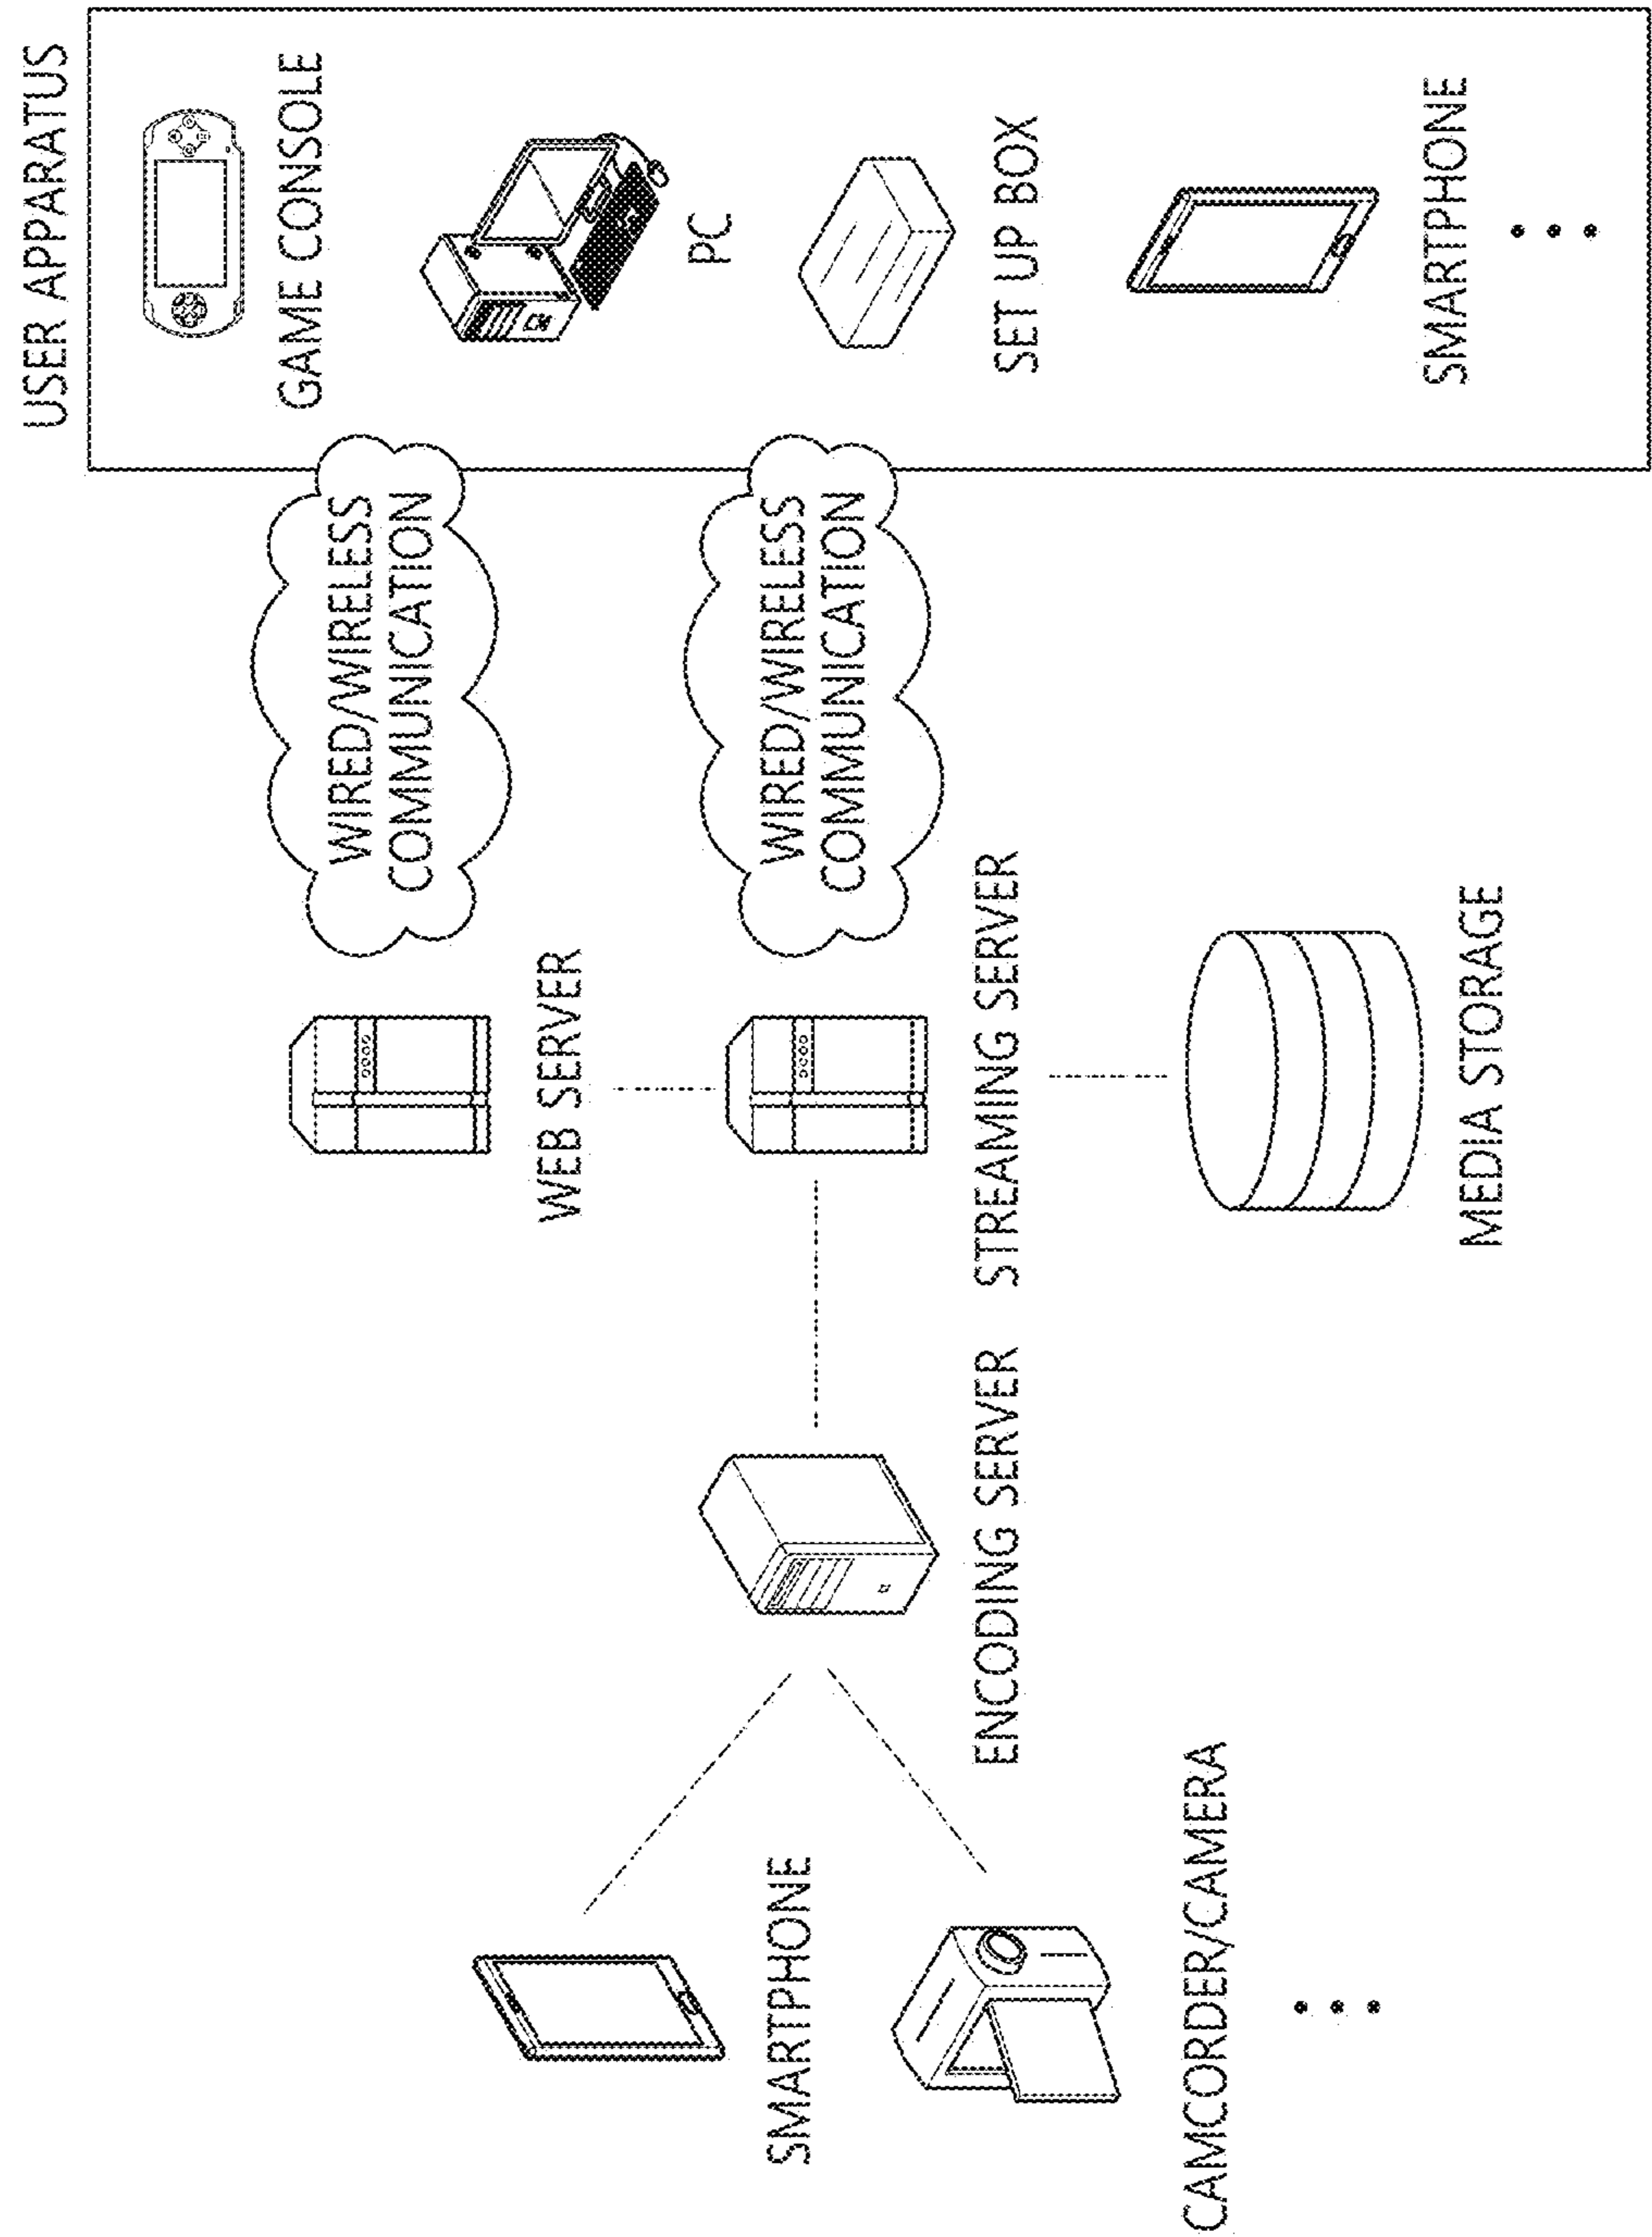 USER APPARATUS
GAME CONSOLE
PC
SET UP BOX
SMARTPHONE
WIRED/WIRELESS
COMMUNICATION
WIRED/WIRELESS
COMMUNICATION
WEB SERVER
STREAMING SERVER
MEDIA STORAGE
ENCODING SERVER
SMARTPHONE
CAMCORDER/CAMERA